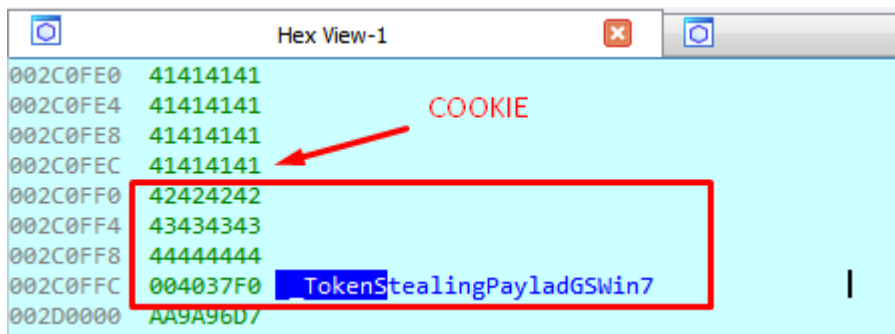 Hex View-1
002C0FE0 41414141
002C0FE4 41414141
COOKIE
002C0FE8 41414141
002C0FEC 41414141
002C0FF0 42424242
002C0FF4 43434343
002C0FF8 44444444
002C0FFC 004037F0 _TokenStealingPayladGSWin7
002D0000 AA9A96D7